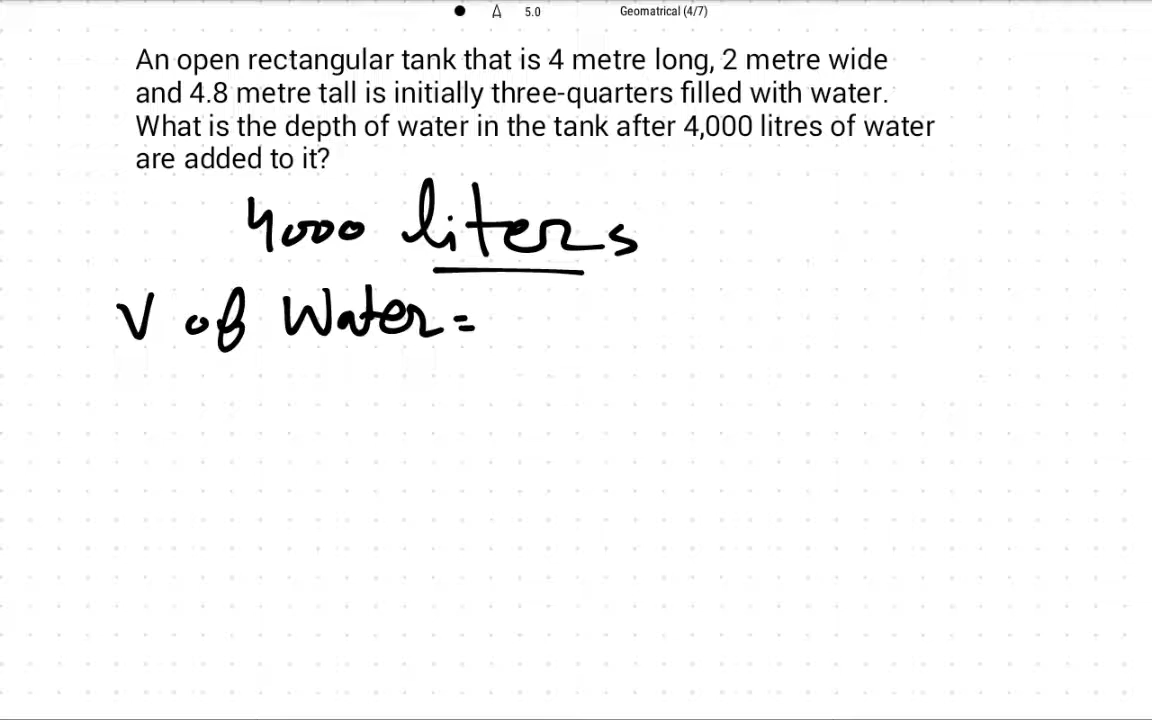 A 5.0 Geomatrical (4/7)
An open rectangular tank that is 4 metre long, 2 metre wide
and 4.8 metre tall is initially three-quarters filled with water.
What is the depth of water in the tank after 4,000 litres of water
are added to it?
4000 liters
V of Water =